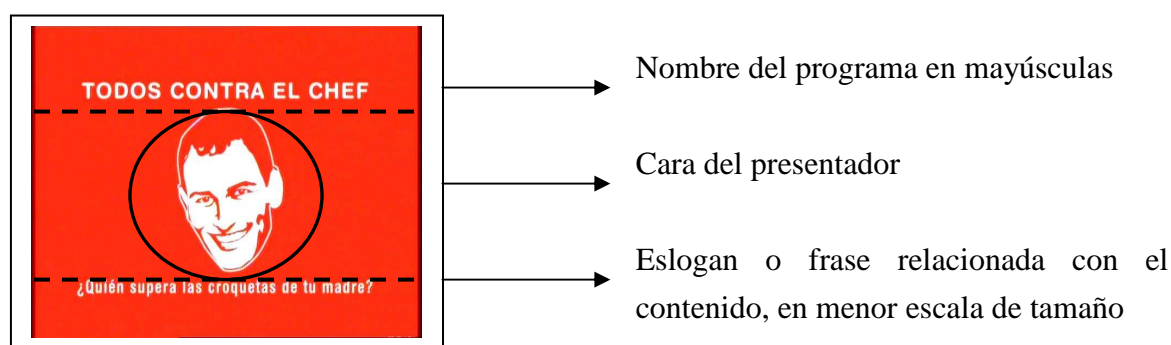 TODOS CONTRA EL CHEF
¿Quién supera las croquetas de tu madre?
Nombre del programa en mayúsculas
Cara del presentador
Eslogan o frase relacionada con el
contenido, en menor escala de tamaño